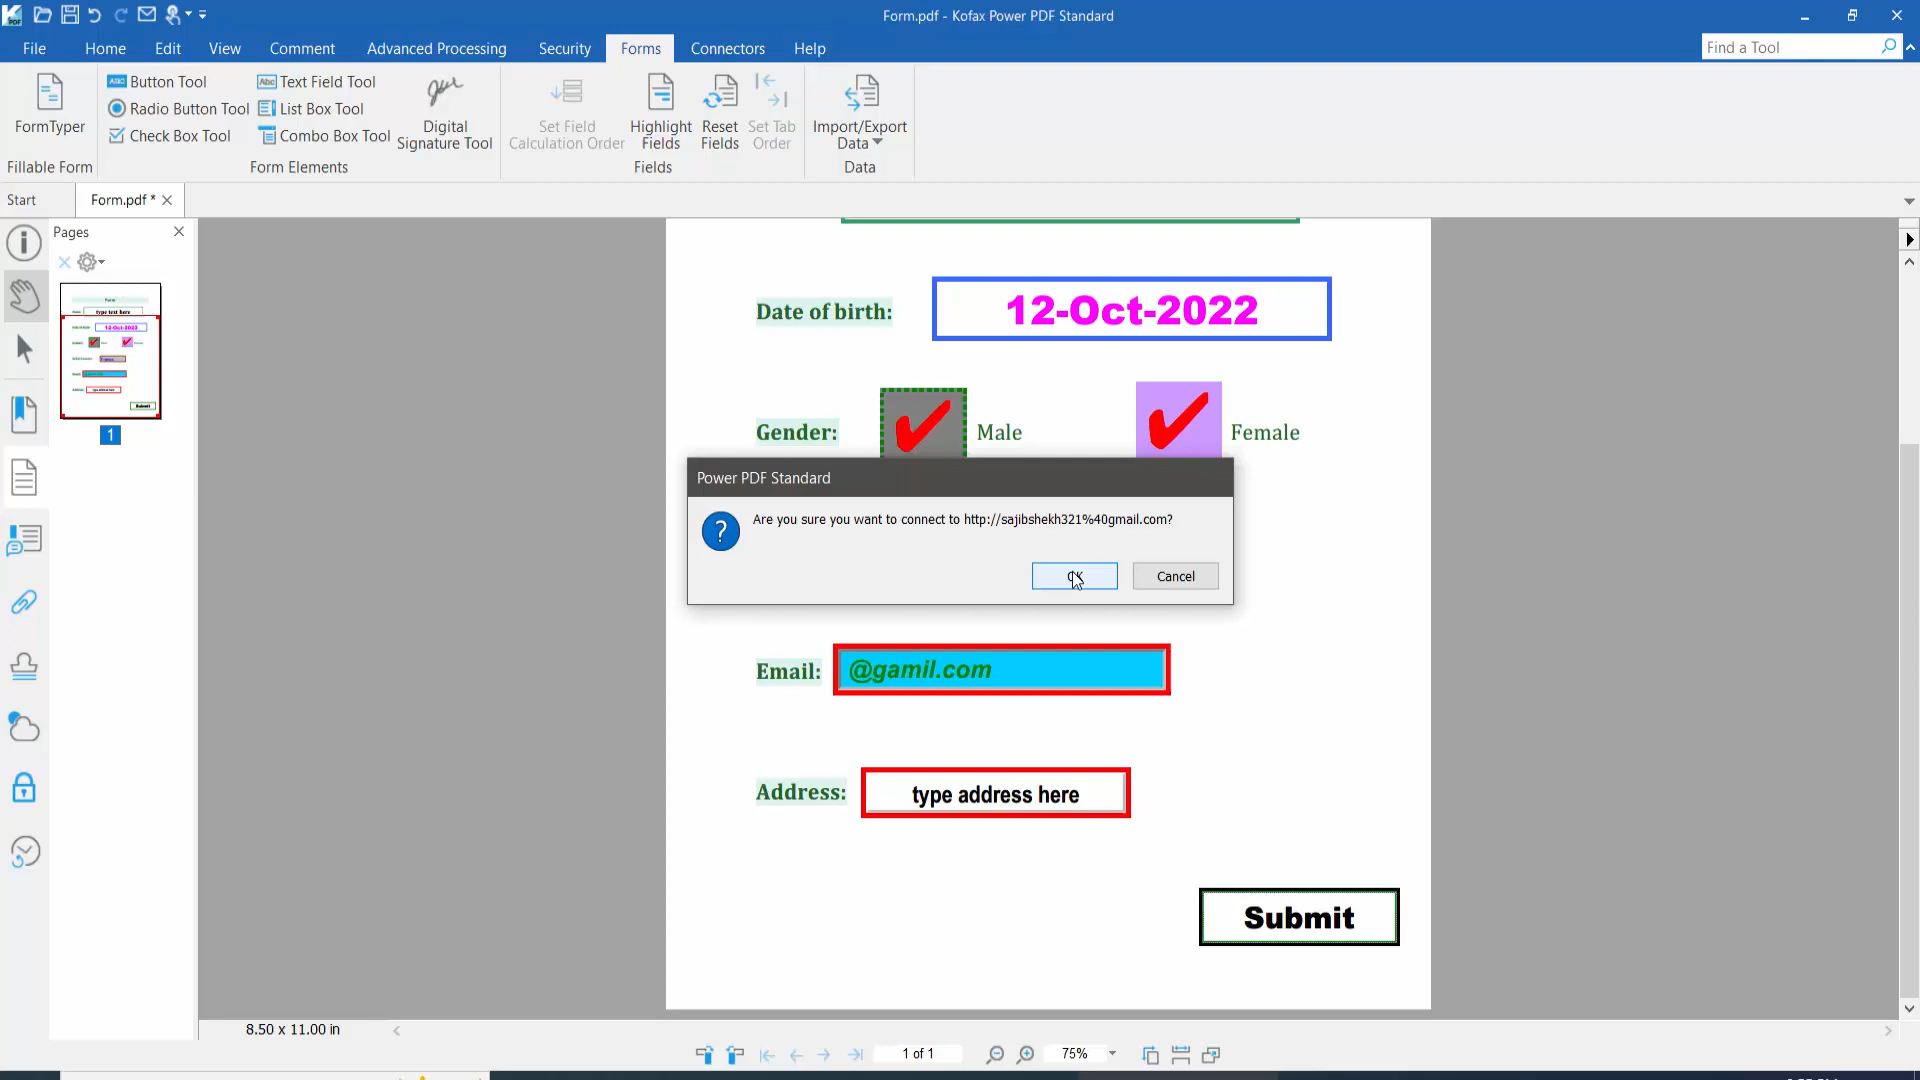 Form.pdf - Kofax Power PDF Standard
File Home Edit View Comment Advanced Processing Security Forms Connectors Help
Find a Tool
FormTyper
Fillable Form
Button Tool
Radio Button Tool
Check Box Tool
Text Field Tool
List Box Tool
Combo Box Tool
Digital
Signature Tool
Form Elements
Set Field
Calculation Order
Highlight
Fields
Reset
Fields
Set Tab
Order
Fields
Import/Export
Data
Data
Start
Form.pdf *
Pages
1
Date of birth:
12-Oct-2022
Gender:
Male
Female
Power PDF Standard
Are you sure you want to connect to http://sajibshekh321%40gmail.com?
OK
Cancel
Email:
@gamil.com
Address:
type address here
Submit
8.50 x 11.00 in
1 of 1
75%